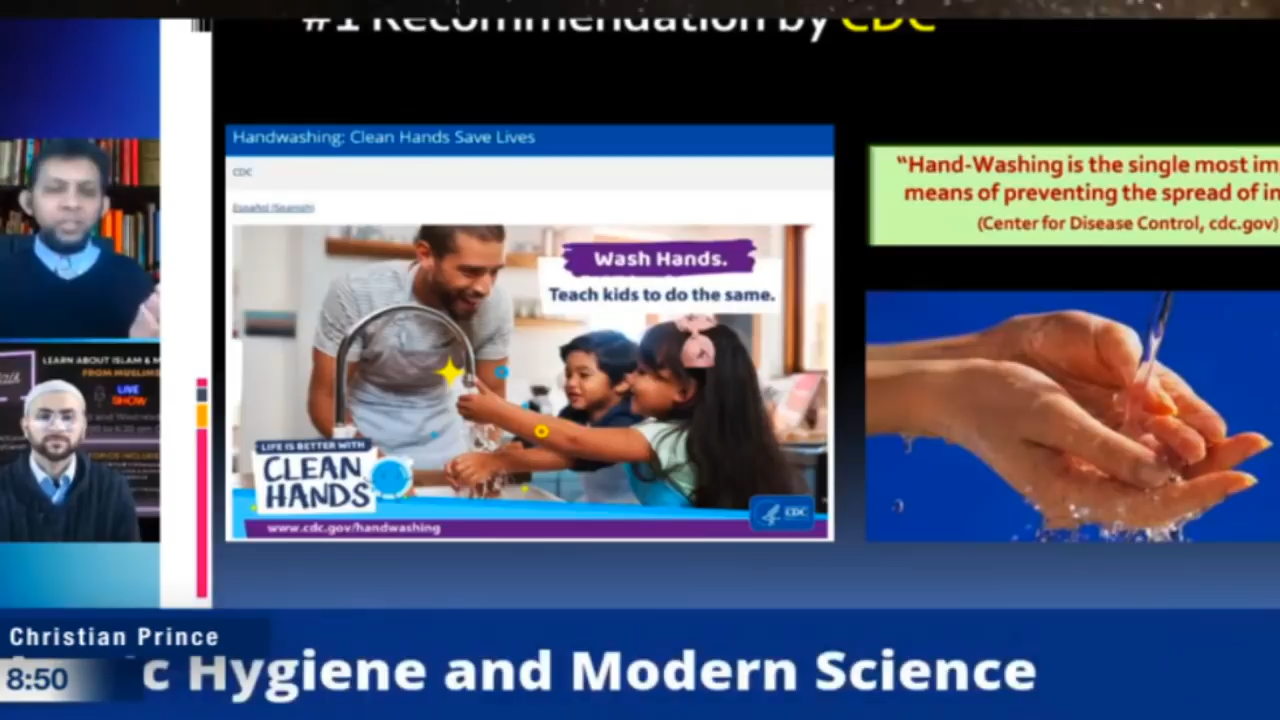 #1 Recommendation by CDC
Handwashing: Clean Hands Save Lives
CDC
Español (Spanish)
"Hand-Washing is the single most im
means of preventing the spread of in
(Center for Disease Control, cdc.gov)
Wash Hands.
Teach kids to do the same.
LEARN ABOUT ISLAM & M
FROM MUSLIMS
LIVE
SHOW
LIFE IS BETTER WITH
CLEAN
HANDS
CDC
www.cdc.gov/handwashing
Christian Prince
c Hygiene and Modern Science
8:50